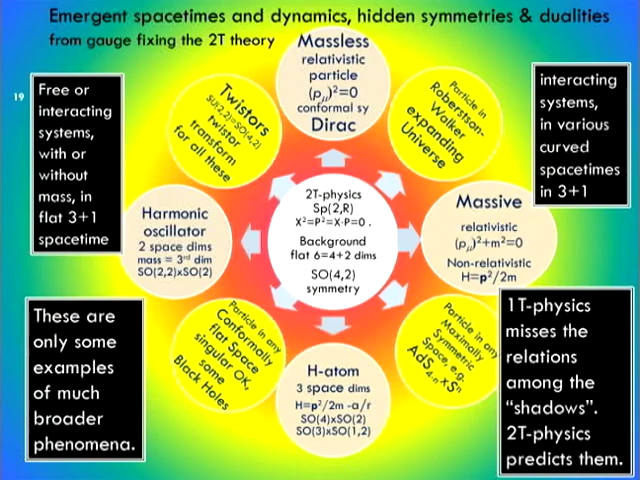 Emergent spacetimes and dynamics, hidden symmetries & dualities
from gauge fixing the 2T theory
19
Free or
interacting
systems,
with or
without
mass, in
flat 3+1
spacetime
Twistors
SU(2,2)=SO(4,2)
twistor
transform
for all these
Massless
relativistic
particle
(pμ)²=0
conformal sy
Dirac
Particle in
Roberstson-
Walker
expanding
Universe
interacting
systems,
in various
curved
spacetimes
in 3+1
Harmonic
oscillator
2 space dims
mass = 3rd dim
SO(2,2)xSO(2)
2T-physics
Sp(2,R)
X²=P²=X·P=0 .
Background
flat 6=4+2 dims
SO(4,2)
symmetry
Massive
relativistic
(pμ)²+m²=0
Non-relativistic
H=p²/2m
These are
only some
examples
of much
broader
phenomena.
Particle in any
Conformally
flat Space
singular OK,
some
Black Holes
H-atom
3 space dims
H=p²/2m -a/r
SO(4)xSO(2)
SO(3)xSO(1,2)
Particle in any
Maximally
Symmetric
Space, e.g.
AdS₄₋ₙxSⁿ
1T-physics
misses the
relations
among the
“shadows”.
2T-physics
predicts them.